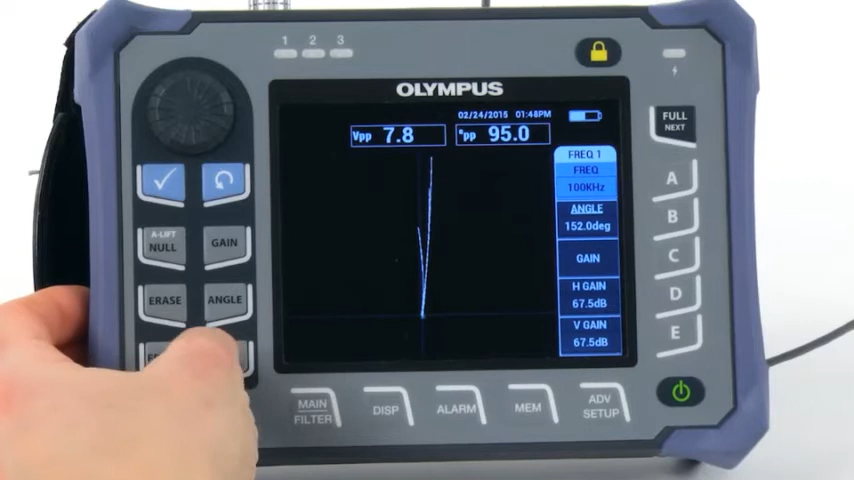 1 2 3
OLYMPUS
02/24/2015 01:48PM
Vpp 7.8
°pp 95.0
FREQ 1
FREQ
100KHz
ANGLE
152.0deg
GAIN
H GAIN
67.5dB
V GAIN
67.5dB
FULL
NEXT
A
B
C
D
E
A-LIFT
NULL
GAIN
ERASE
ANGLE
MAIN
FILTER
DISP
ALARM
MEM
ADV
SETUP